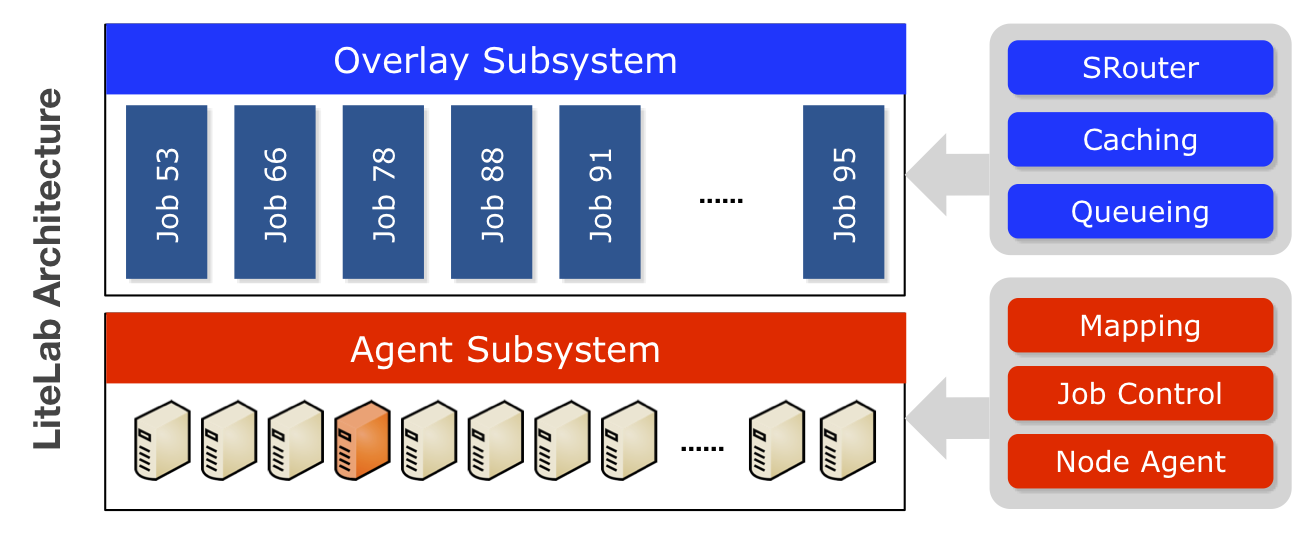 LiteLab Architecture
Overlay Subsystem
Job 53
Job 66
Job 78
Job 88
Job 91
......
Job 95
SRouter
Caching
Queueing
Agent Subsystem
......
Mapping
Job Control
Node Agent